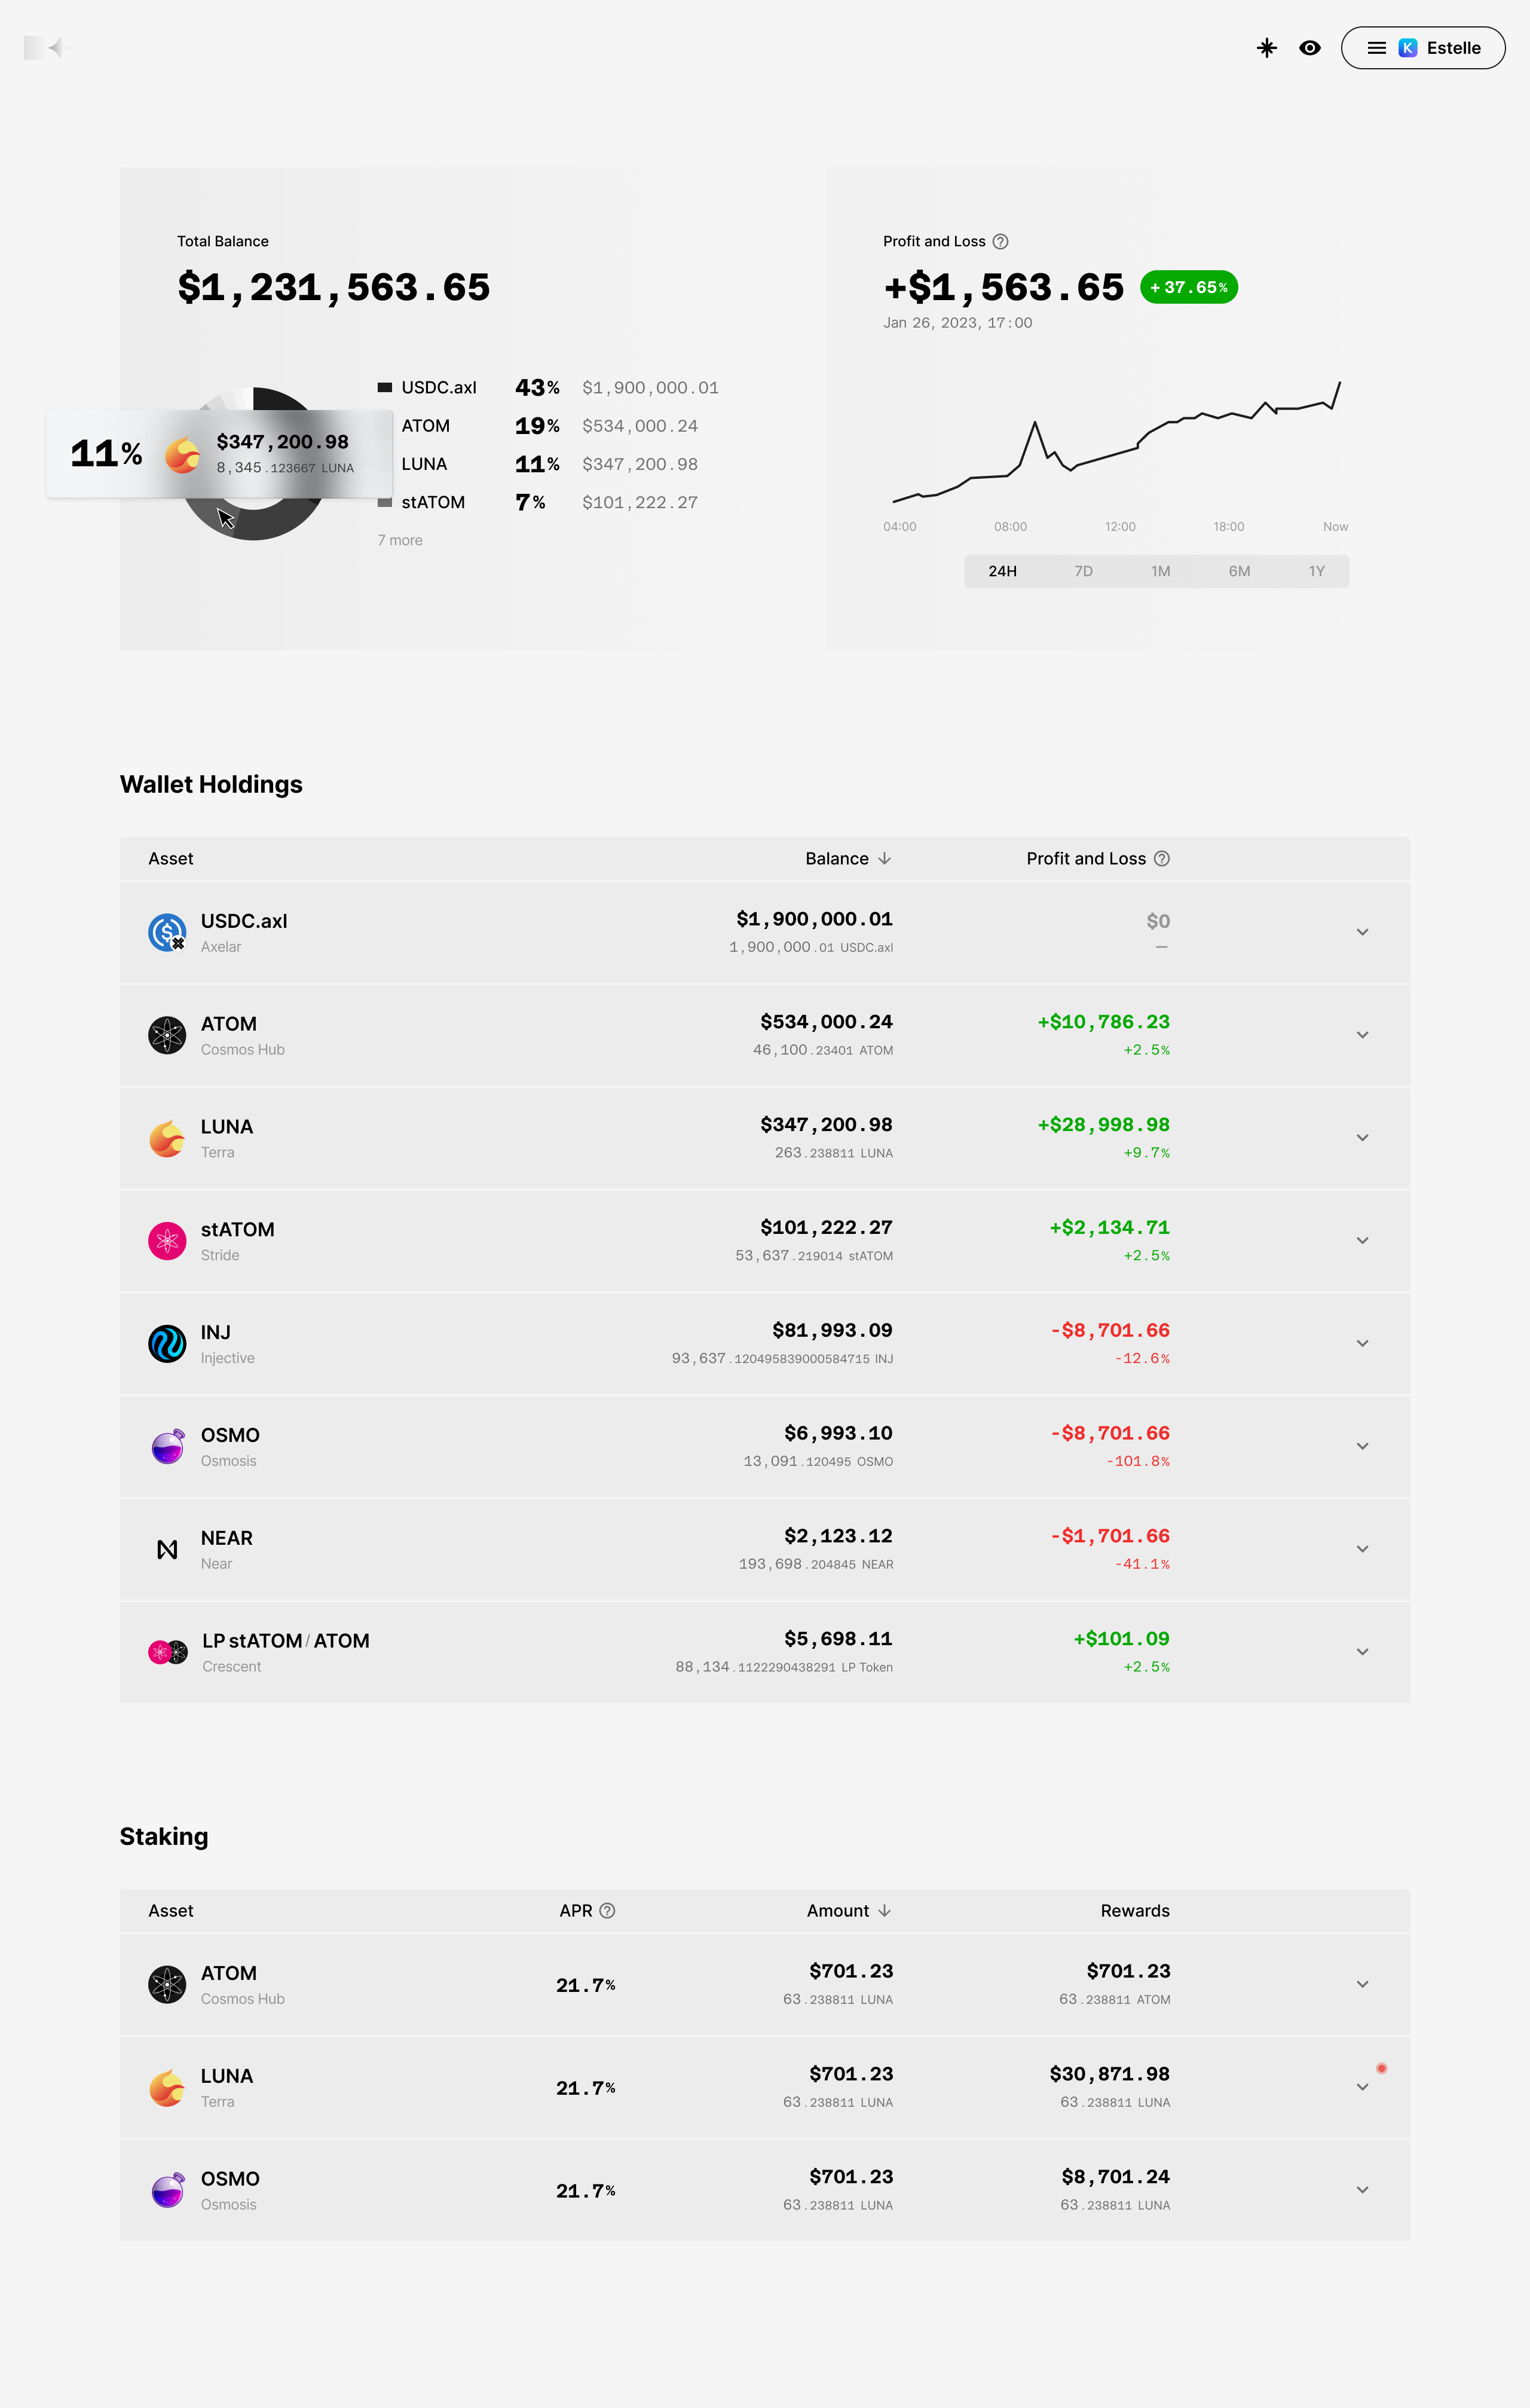 K Estelle
Total Balance
$1,231,563.65
USDC.axl 43% $1,900,000.01
ATOM 19% $534,000.24
LUNA 11% $347,200.98
stATOM 7% $101,222.27
7 more
11% $347,200.98
8,345.123667 LUNA
Profit and Loss ?
+$1,563.65 + 37.65%
Jan 26, 2023, 17:00
04:00 08:00 12:00 18:00 Now
24H 7D 1M 6M 1Y
Wallet Holdings
Asset Balance ↓ Profit and Loss ?
USDC.axl $1,900,000.01 $0
Axelar 1,900,000.01 USDC.axl —
ATOM $534,000.24 +$10,786.23
Cosmos Hub 46,100.23401 ATOM +2.5%
LUNA $347,200.98 +$28,998.98
Terra 263.238811 LUNA +9.7%
stATOM $101,222.27 +$2,134.71
Stride 53,637.219014 stATOM +2.5%
INJ $81,993.09 -$8,701.66
Injective 93,637.120495839000584715 INJ -12.6%
OSMO $6,993.10 -$8,701.66
Osmosis 13,091.120495 OSMO -101.8%
NEAR $2,123.12 -$1,701.66
Near 193,698.204845 NEAR -41.1%
LP stATOM / ATOM $5,698.11 +$101.09
Crescent 88,134.1122290438291 LP Token +2.5%
Staking
Asset APR ? Amount ↓ Rewards
ATOM 21.7% $701.23 $701.23
Cosmos Hub 63.238811 LUNA 63.238811 ATOM
LUNA 21.7% $701.23 $30,871.98
Terra 63.238811 LUNA 63.238811 LUNA
OSMO 21.7% $701.23 $8,701.24
Osmosis 63.238811 LUNA 63.238811 LUNA